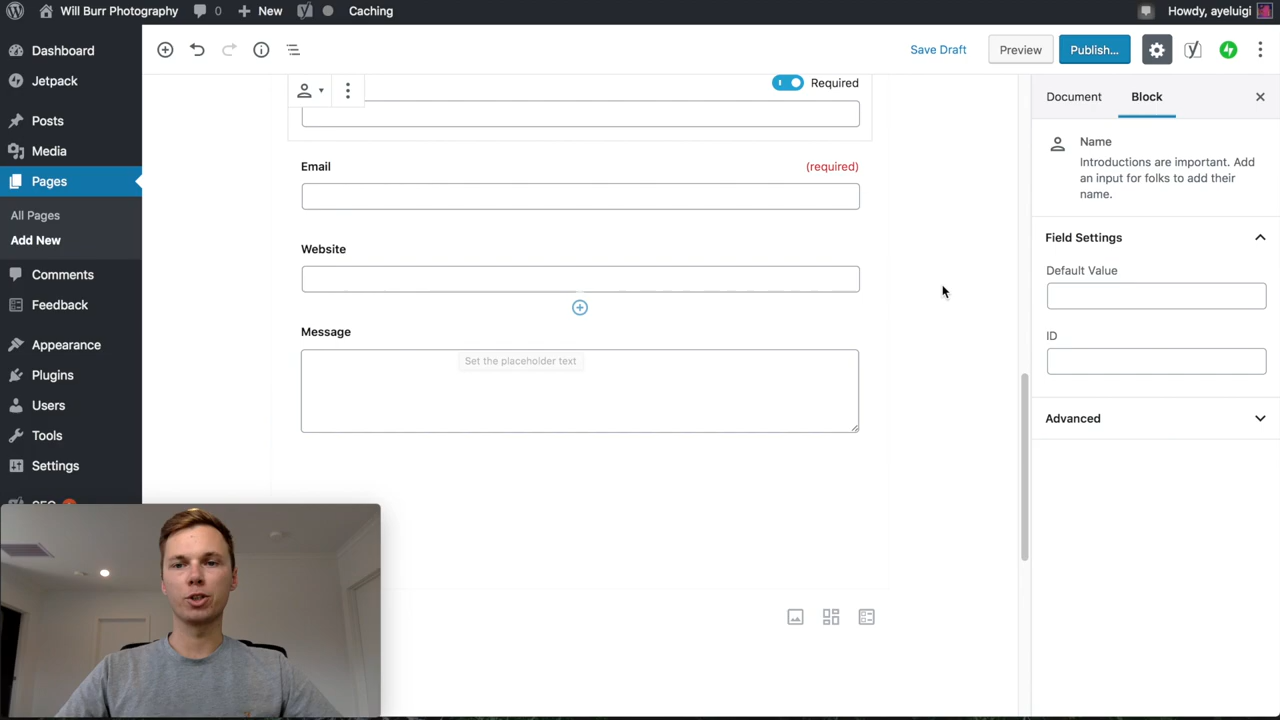 Will Burr Photography
0
New
Caching
Howdy, ayeluigi
Dashboard
Jetpack
Posts
Media
Pages
All Pages
Add New
Comments
Feedback
Appearance
Plugins
Users
Tools
Settings
Save Draft
Preview
Publish...
Required
Email
(required)
Website
Message
Set the placeholder text
Document
Block
Name
Introductions are important. Add
an input for folks to add their
name.
Field Settings
Default Value
ID
Advanced